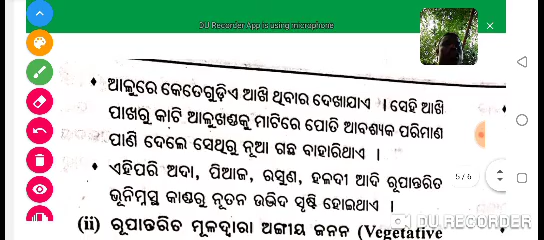 DU Recorder App is using microphone
• ଆଳୁରେ କେତେଗୁଡ଼ିଏ ଆଖି ଥିବାର ଦେଖାଯାଏ । ସେହି ଆଖି
ପାଖରୁ କାଟି ଆଳୁଖଣ୍ଡକୁ ମାଟିରେ ପୋତି ଆବଶ୍ୟକ ପରିମାଣ
ପାଣି ଦେଲେ ସେଥିରୁ ନୂଆ ଗଛ ବାହାରିଥାଏ ।
• ଏହିପରି ଅଦା, ପିଆଜ, ରସୁଣ, ହଳଦୀ ଆଦି ରୂପାନ୍ତରିତ
ଭୂନିମ୍ନସ୍ଥ କାଣ୍ଡରୁ ନୂତନ ଉଦ୍ଭିଦ ସୃଷ୍ଟି ହୋଇଥାଏ ।
(ii) ରୂପାନ୍ତରିତ ମୂଳଦ୍ୱାରା ଅଙ୍ଗୀୟ ଜନନ (Vegetative
5/6
DU RECORDER